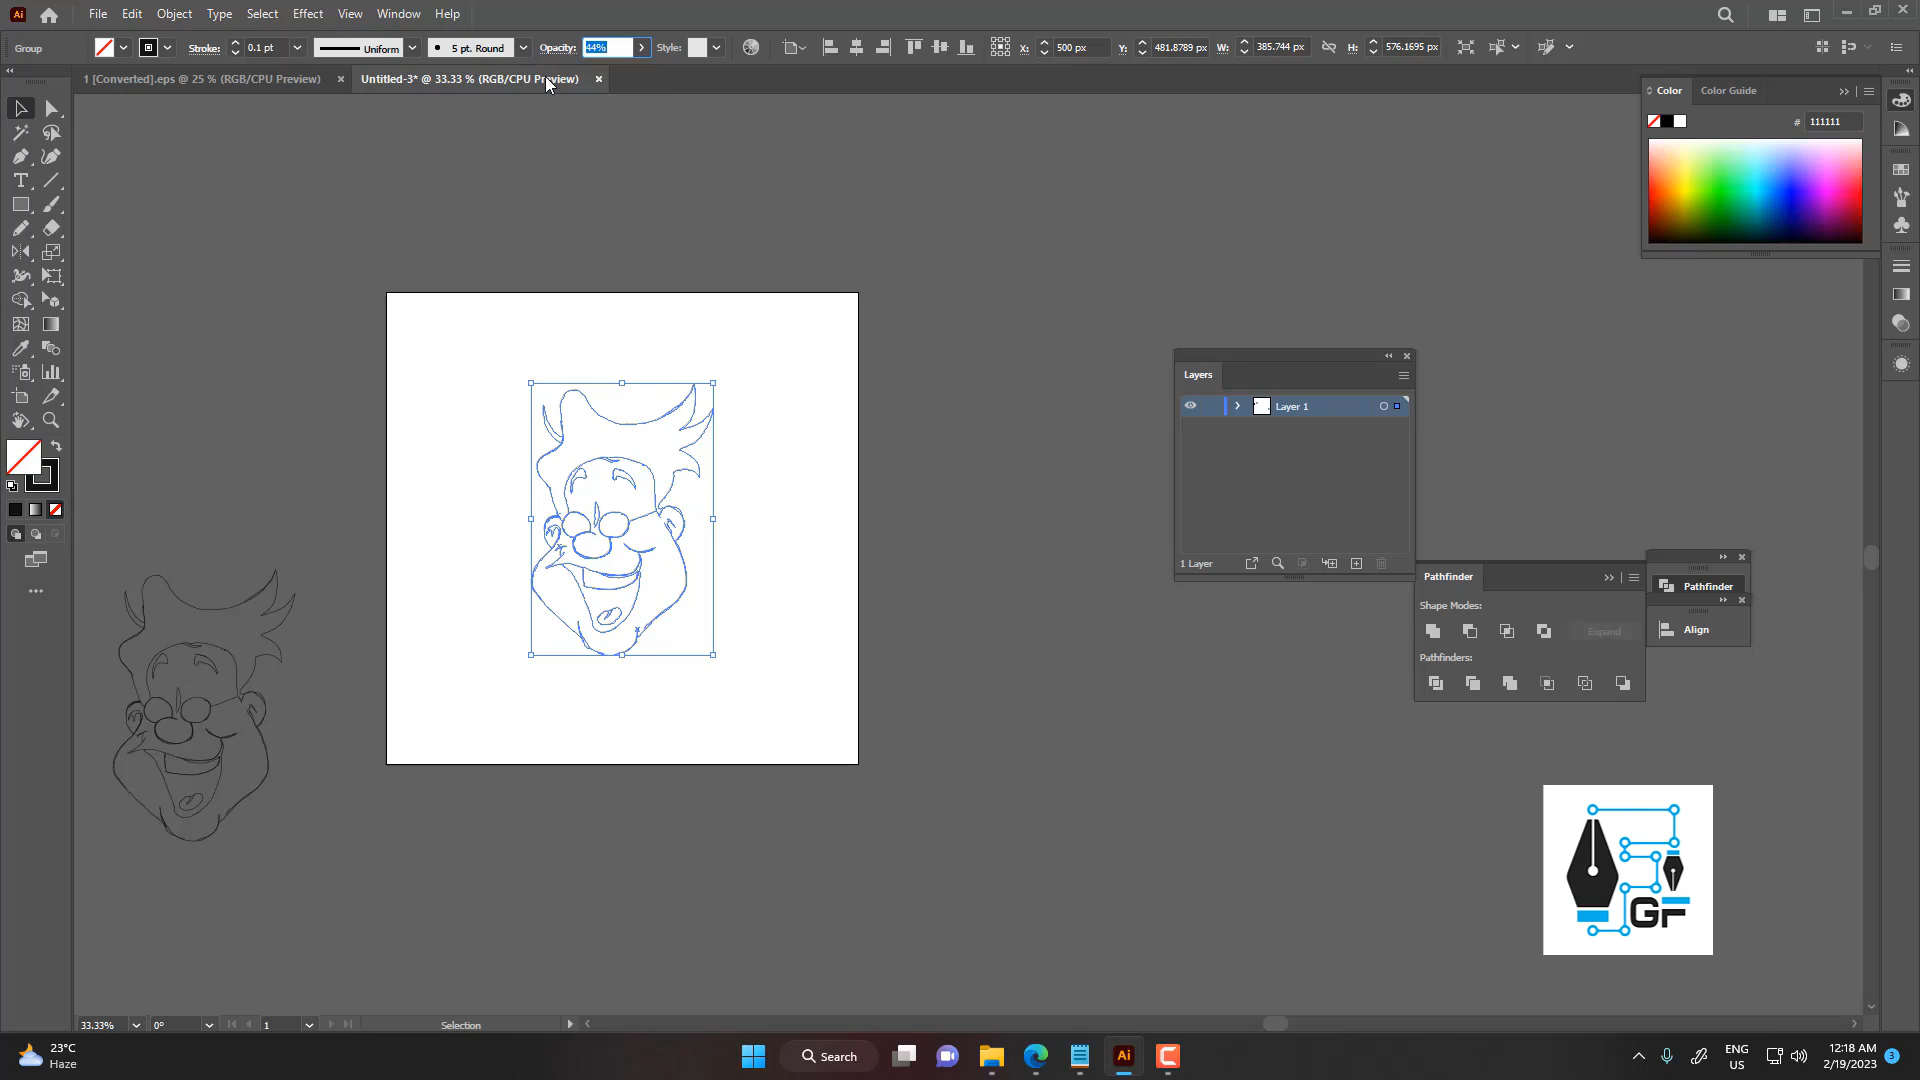 Ai File Edit Object Type Select Effect View Window Help
Group Stroke: 0.1 pt Uniform 5 pt. Round Opacity: 44% Style: X: 500 px Y: 481.8789 px W: 385.744 px H: 576.1695 px
1 [Converted].eps @ 25 % (RGB/CPU Preview) × Untitled-3* @ 33.33 % (RGB/CPU Preview) ×
Color Color Guide
# 111111
Layers
Layer 1
1 Layer
Pathfinder
Shape Modes:
Expand
Pathfinders:
Pathfinder
Align
GF
33.33% 0° 1 Selection
23°C
Haze
Search
Ai
ENG
US
12:18 AM
2/19/2023
3